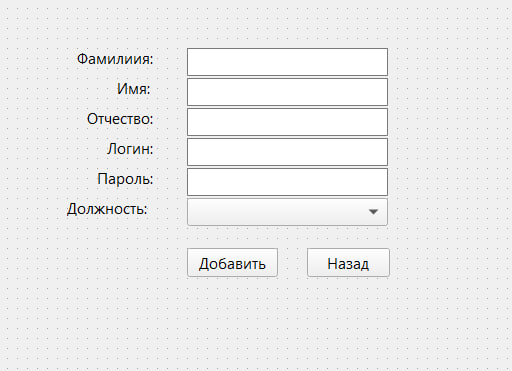 Фамилиия:
Имя:
Отчество:
Логин:
Пароль:
Должность:
Добавить Назад